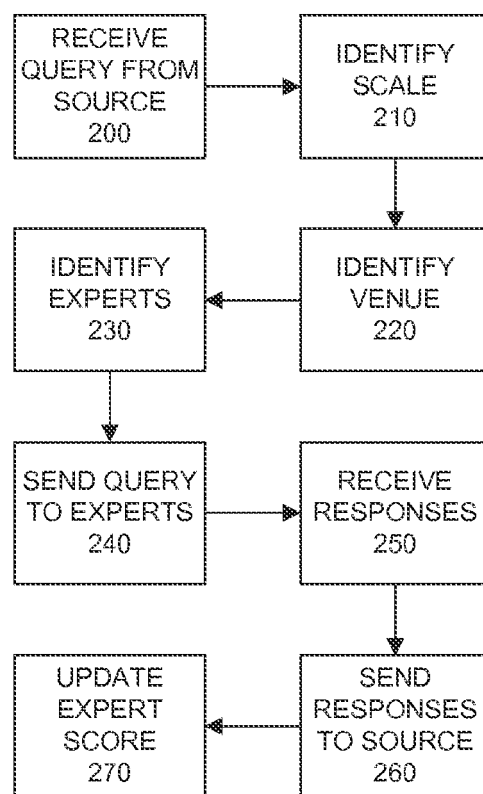 RECEIVE
QUERY FROM
SOURCE
200
IDENTIFY
SCALE
210
IDENTIFY
VENUE
220
IDENTIFY
EXPERTS
230
SEND QUERY
TO EXPERTS
240
RECEIVE
RESPONSES
250
SEND
RESPONSES
TO SOURCE
260
UPDATE
EXPERT
SCORE
270